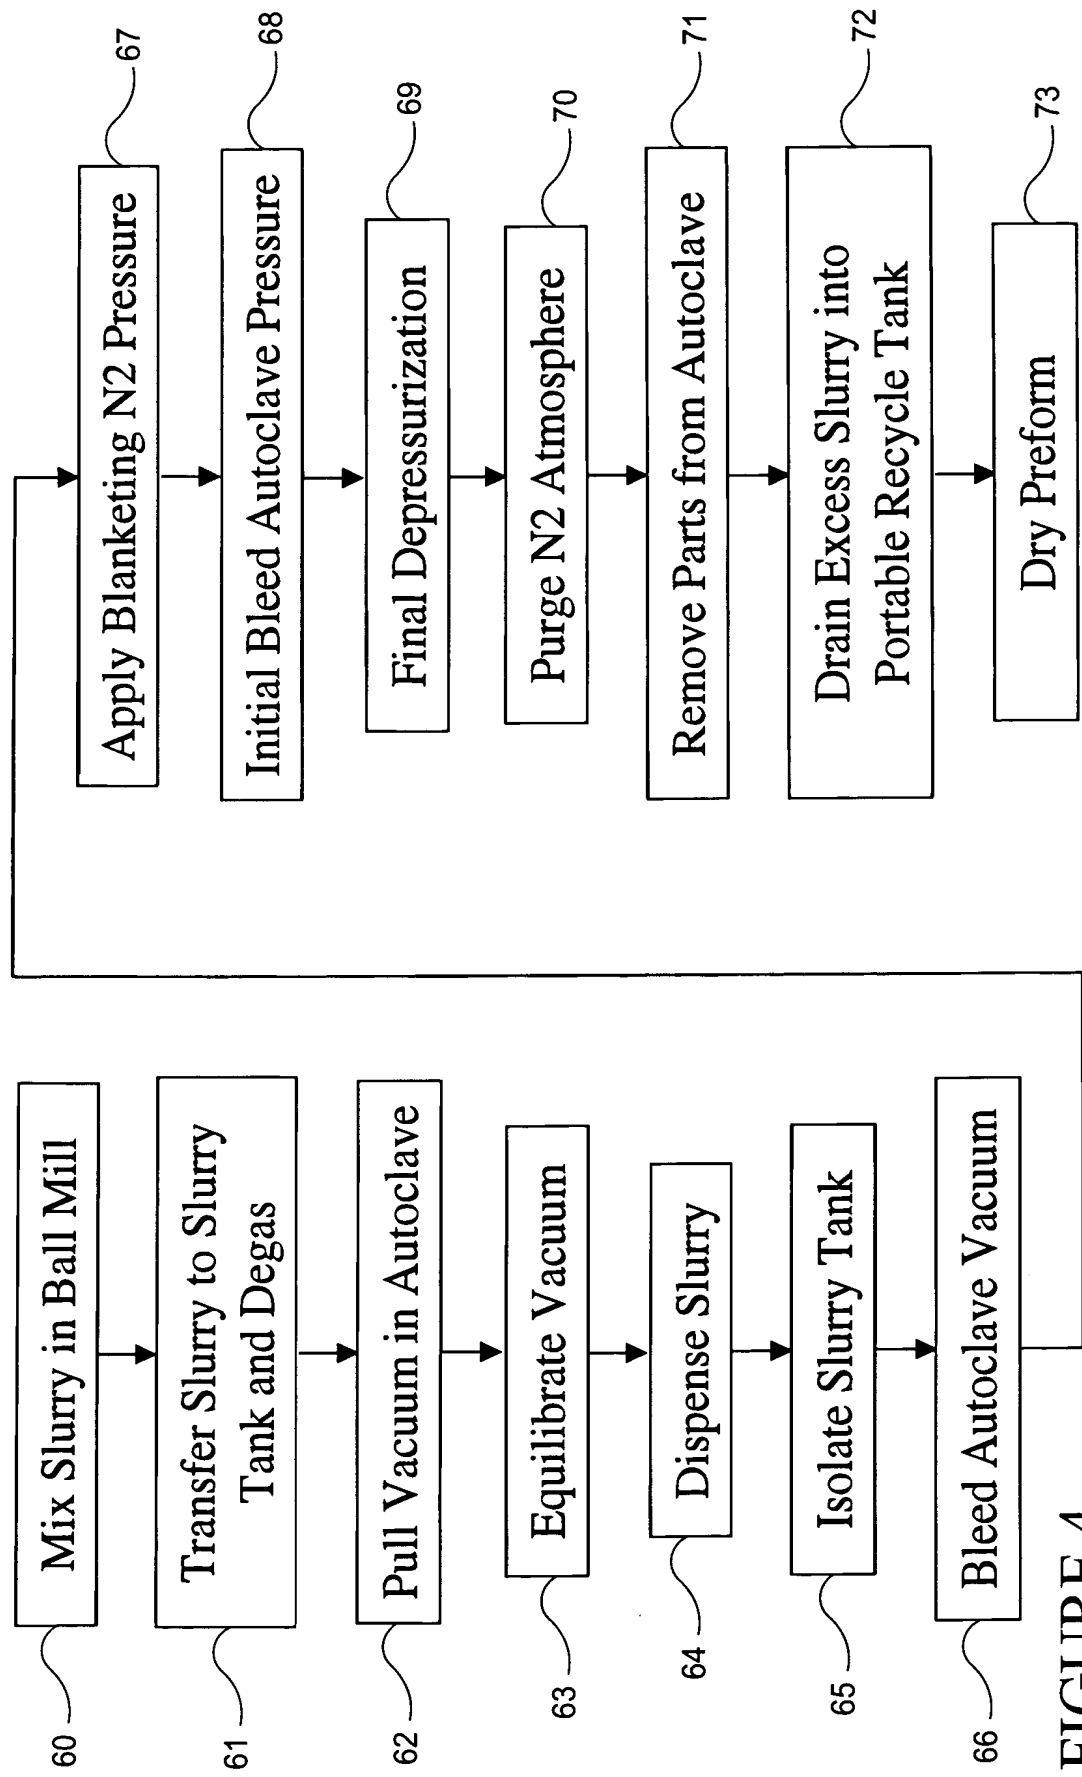 60
Mix Slurry in Ball Mill
61
Transfer Slurry to Slurry
Tank and Degas
62
Pull Vacuum in Autoclave
63
Equilibrate Vacuum
64
Dispense Slurry
65
Isolate Slurry Tank
66
Bleed Autoclave Vacuum
Apply Blanketing N2 Pressure
67
Initial Bleed Autoclave Pressure
68
Final Depressurization
69
Purge N2 Atmosphere
70
Remove Parts from Autoclave
71
Drain Excess Slurry into
Portable Recycle Tank
72
Dry Preform
73
FIGURE 4